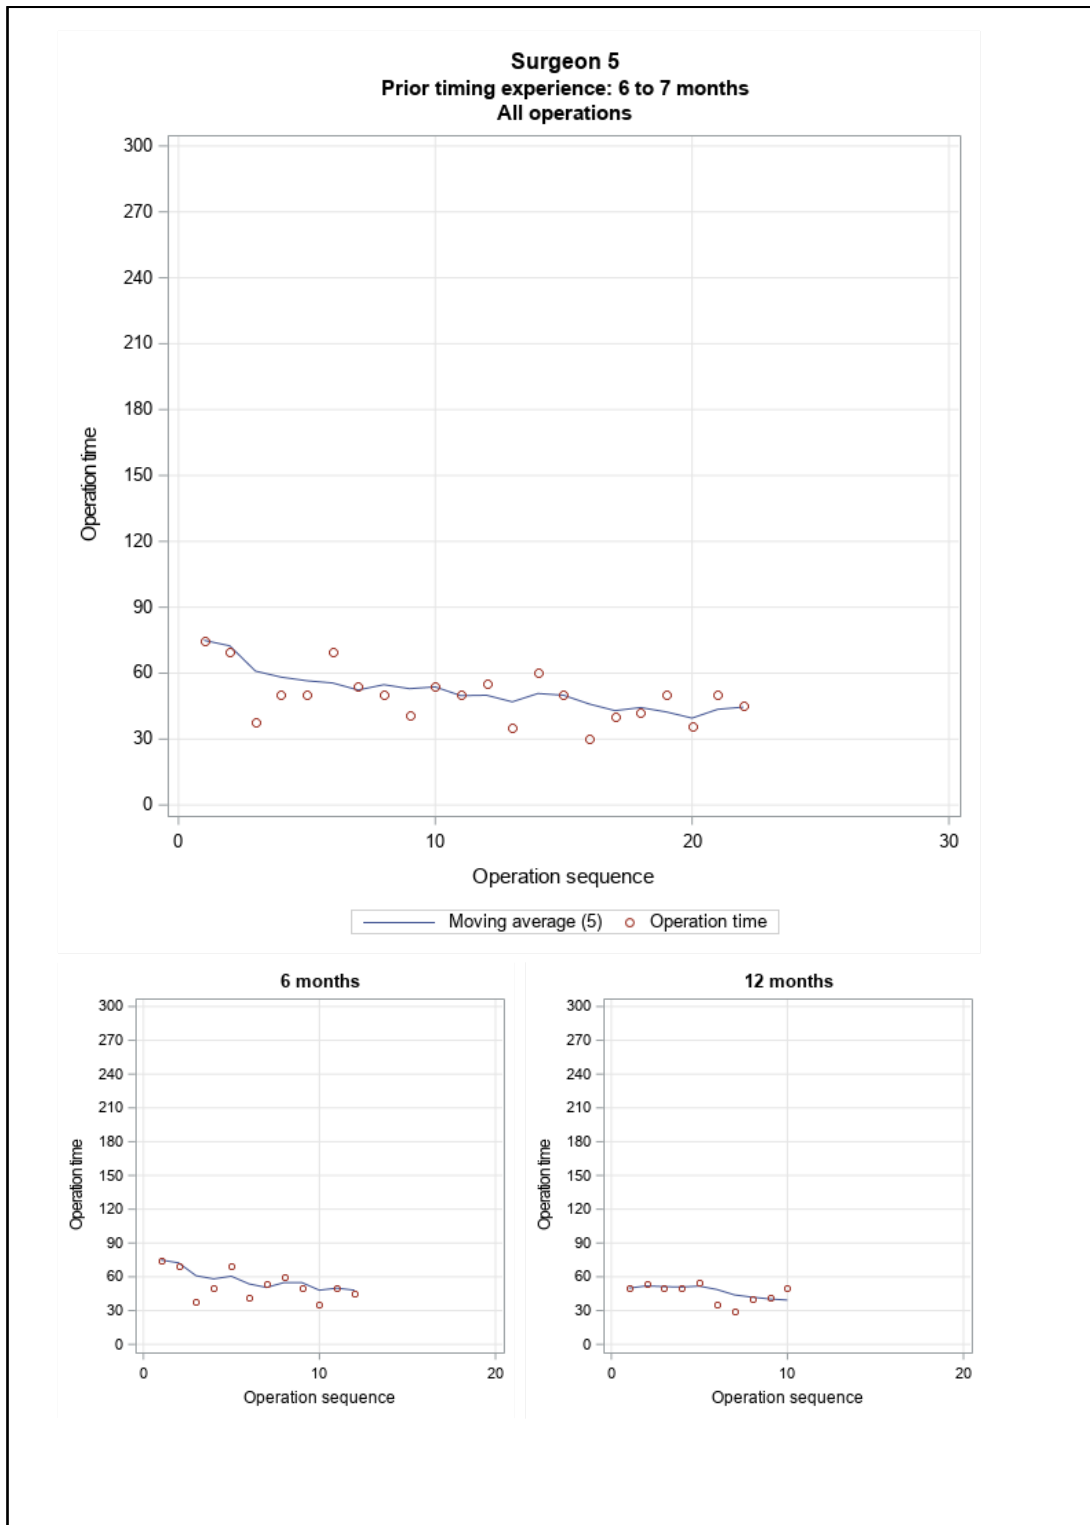 Surgeon 5
Prior timing experience: 6 to 7 months
All operations
300
270
240
210
180
150
120
90
60
30
0
Operation time
0 10 20 30
Operation sequence
Moving average (5) Operation time
6 months
300
270
240
210
180
150
120
90
60
30
0
Operation time
0 10 20
Operation sequence
12 months
300
270
240
210
180
150
120
90
60
30
0
Operation time
0 10 20
Operation sequence